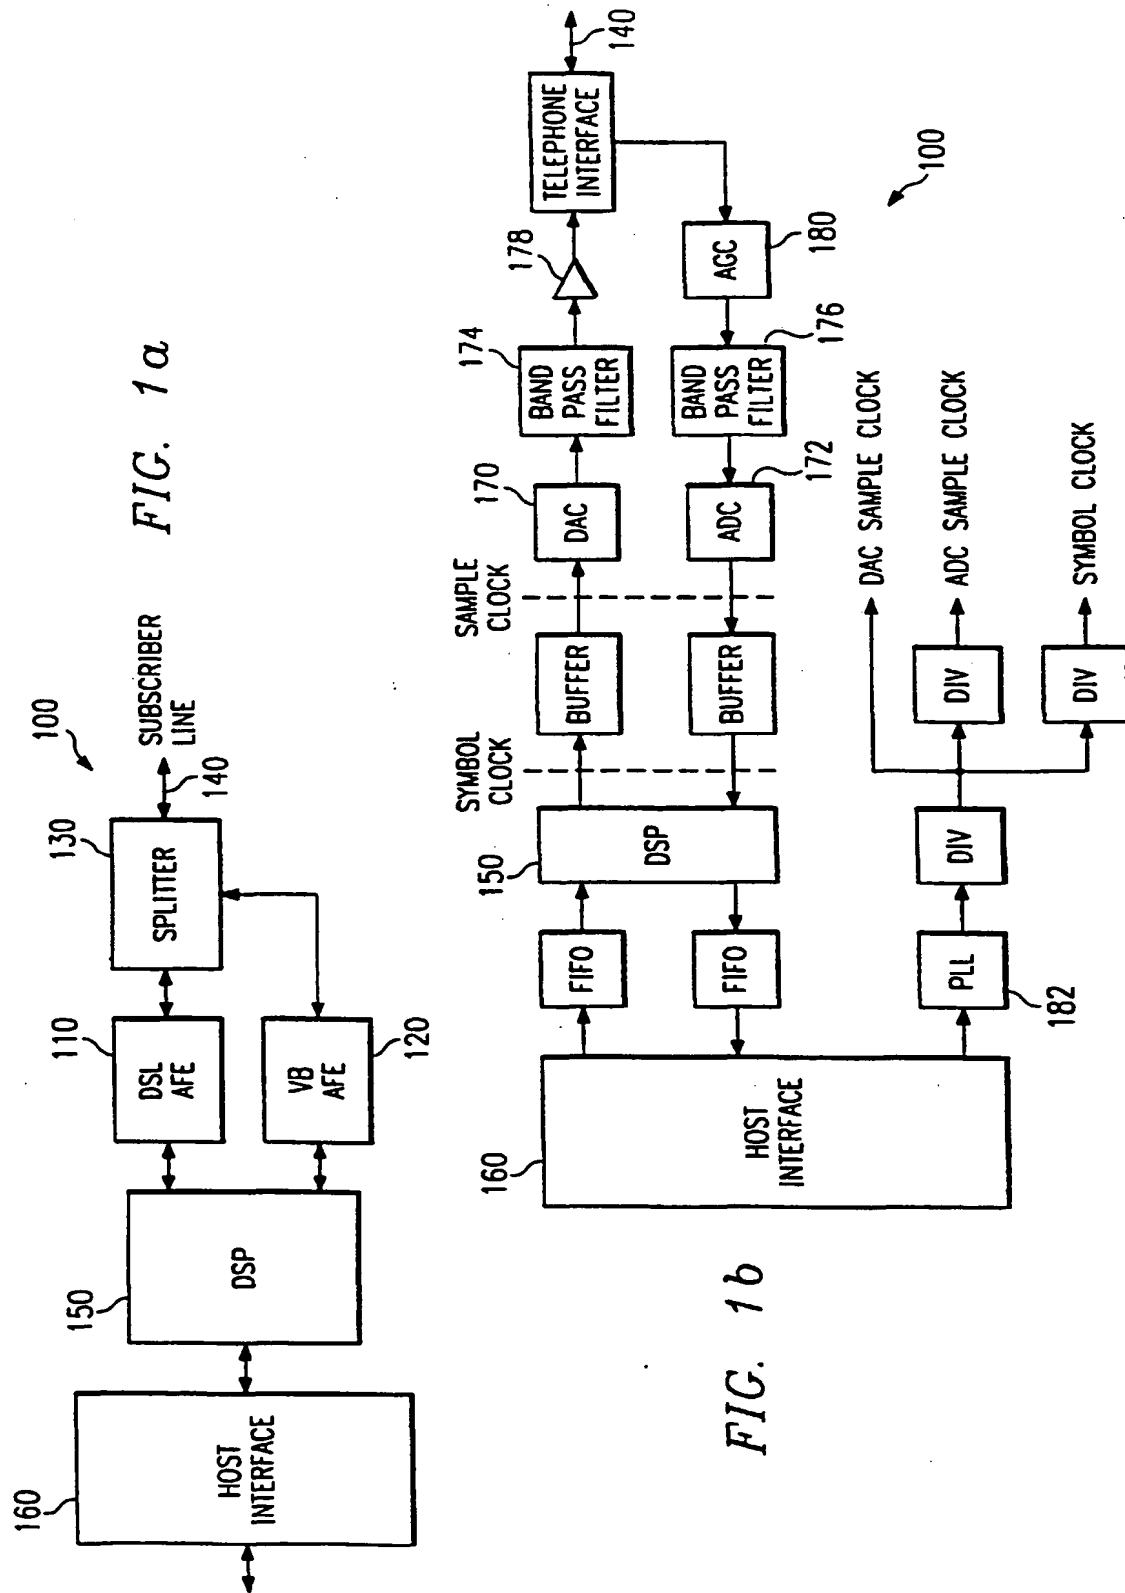 FIG. 1a
100
SUBSCRIBER
LINE
140
130
SPLITTER
110
DSL
AFE
120
VB
AFE
150
DSP
160
HOST
INTERFACE
FIG. 1b
160
HOST
INTERFACE
FIFO
FIFO
150
DSP
SYMBOL
CLOCK
BUFFER
BUFFER
SAMPLE
CLOCK
170
DAC
ADC
172
174
BAND
PASS
FILTER
BAND
PASS
FILTER
176
178
AGC
180
TELEPHONE
INTERFACE
140
100
PLL
182
DIV
DIV
DIV
DAC SAMPLE CLOCK
ADC SAMPLE CLOCK
SYMBOL CLOCK